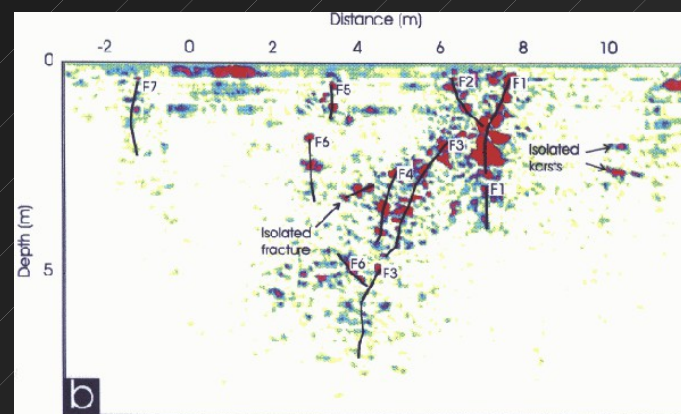 Distance (m)
-2 0 2 4 6 8 10
0
F7 F5 F2 F1
F6 F3 Isolated
karsts
F4
F1
Isolated
fracture
F6 F3
5
Depth (m)
b